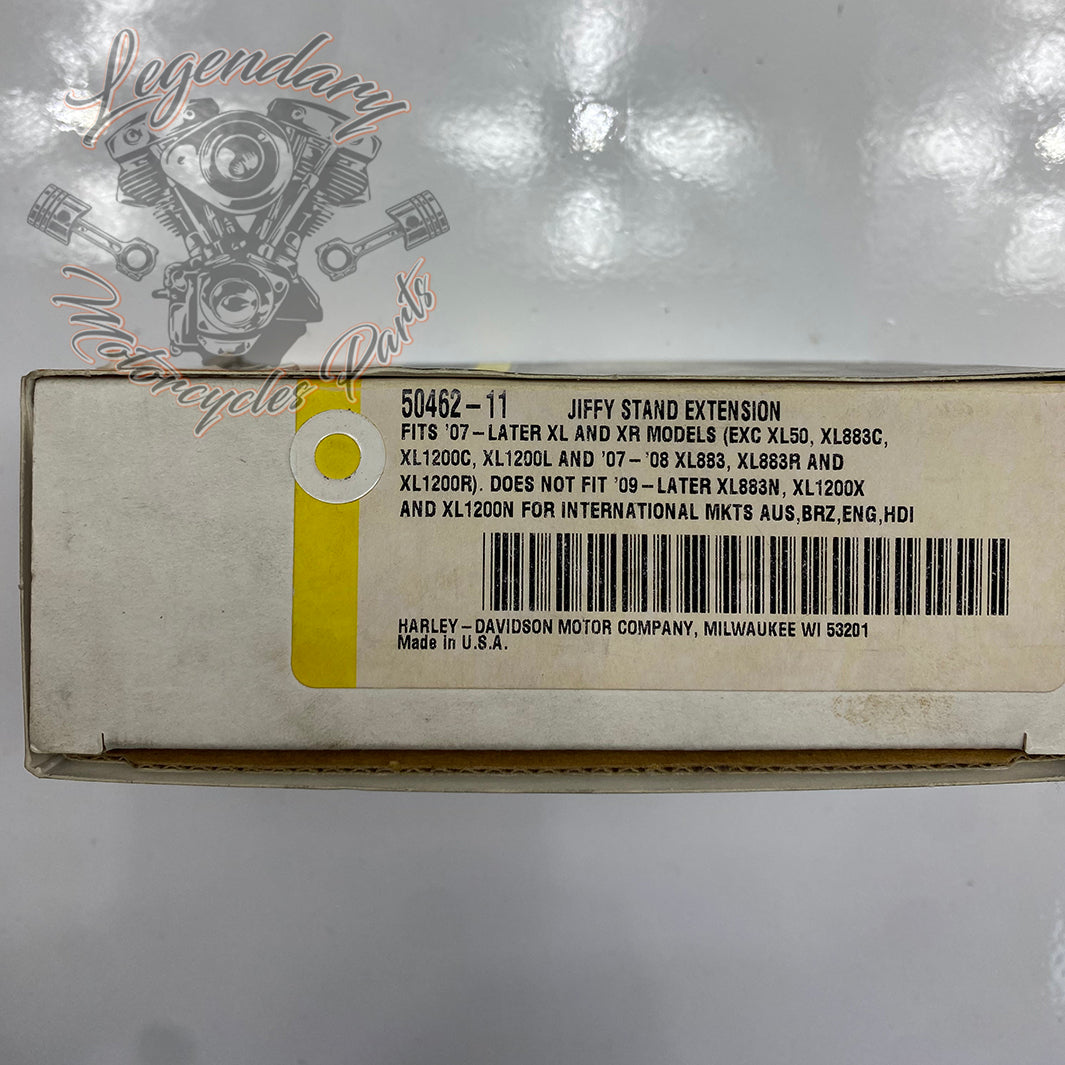 Legendary
Motorcycles Parts
50462-11 JIFFY STAND EXTENSION
FITS '07-LATER XL AND XR MODELS (EXC XL50, XL883C,
XL1200C, XL1200L AND '07-'08 XL883, XL883R AND
XL1200R). DOES NOT FIT '09-LATER XL883N, XL1200X
AND XL1200N FOR INTERNATIONAL MKTS AUS,BRZ,ENG,HDI
HARLEY-DAVIDSON MOTOR COMPANY, MILWAUKEE WI 53201
Made in U.S.A.